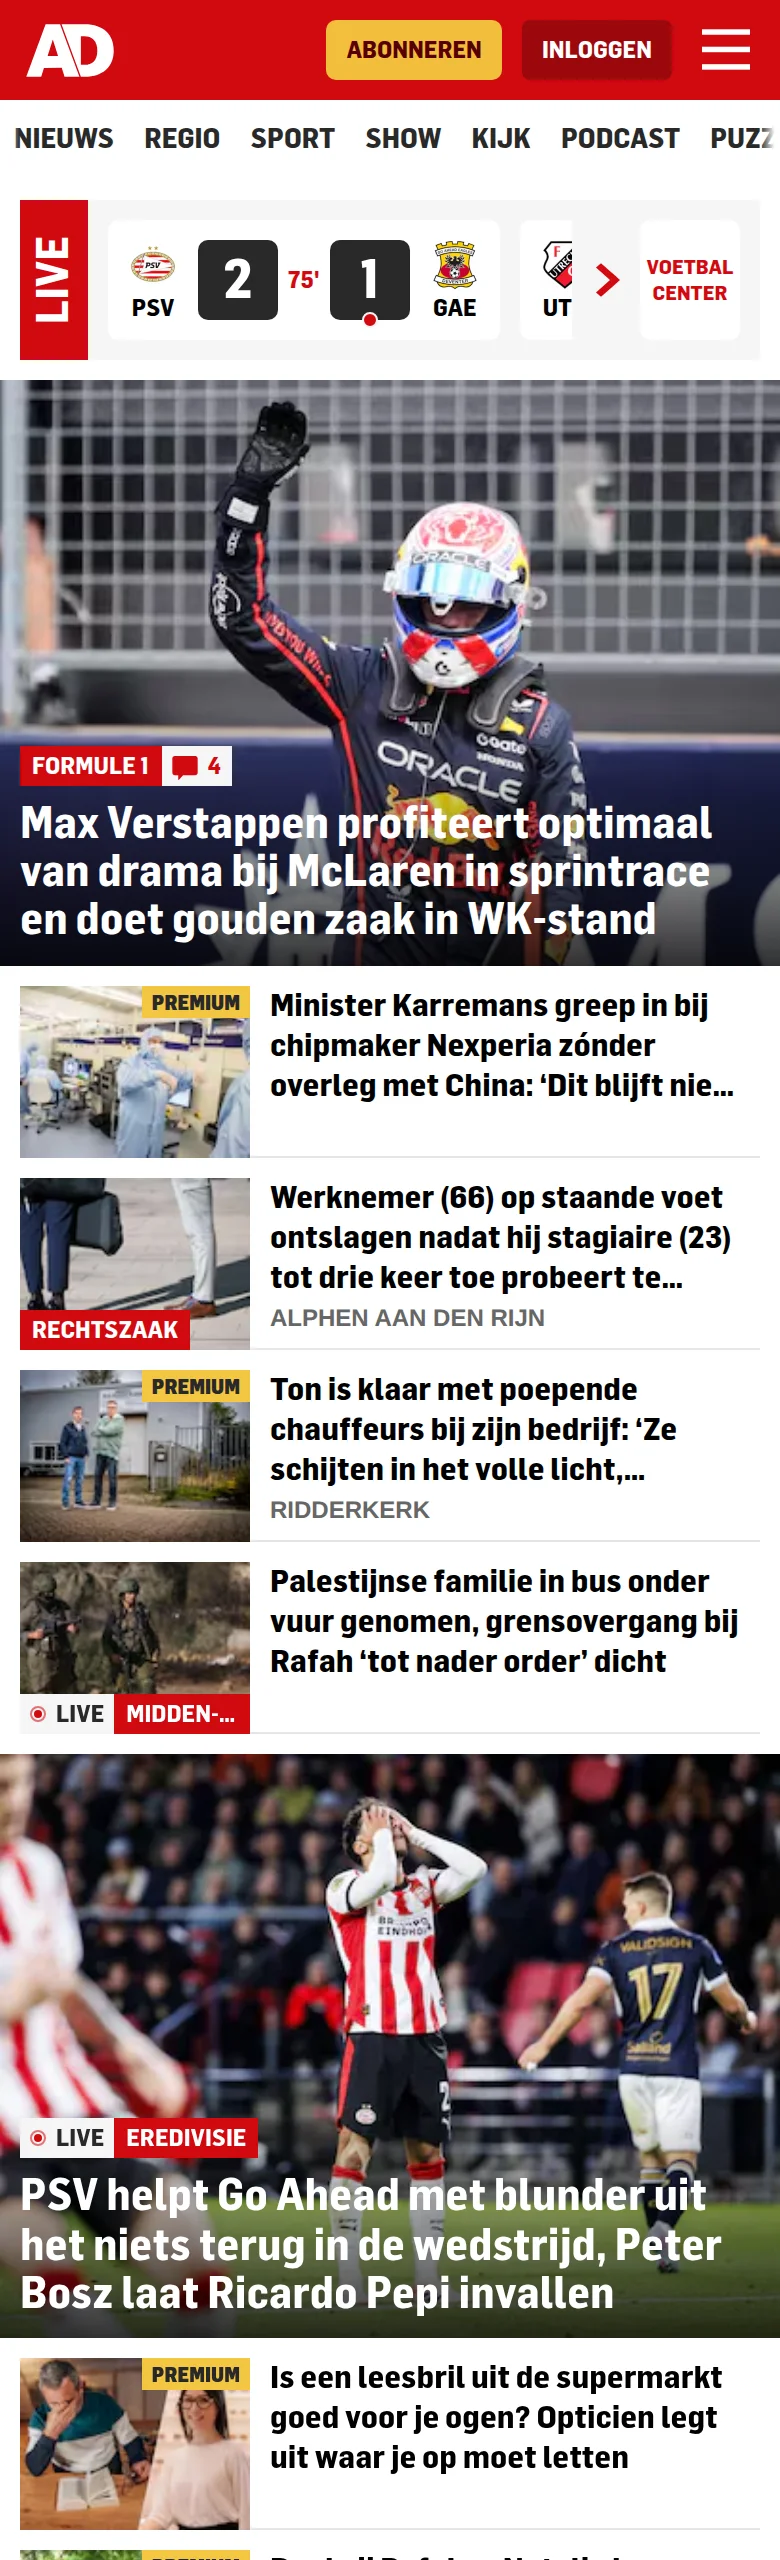 AD
ABONNEREN
INLOGGEN
NIEUWS REGIO SPORT SHOW KIJK PODCAST PUZZ
LIVE
PSV
2
75'
1
GAE
UT
VOETBAL
CENTER
ORACLE
ORACLE
FORMULE 1
4
Max Verstappen profiteert optimaal
van drama bij McLaren in sprintrace
en doet gouden zaak in WK-stand
PREMIUM
Minister Karremans greep in bij
chipmaker Nexperia zónder
overleg met China: ‘Dit blijft nie...
RECHTSZAAK
Werknemer (66) op staande voet
ontslagen nadat hij stagiaire (23)
tot drie keer toe probeert te...
ALPHEN AAN DEN RIJN
PREMIUM
Ton is klaar met poepende
chauffeurs bij zijn bedrijf: ‘Ze
schijten in het volle licht,...
RIDDERKERK
LIVE
MIDDEN-...
Palestijnse familie in bus onder
vuur genomen, grensovergang bij
Rafah ‘tot nader order’ dicht
VALIDSIGN
17
LIVE
EREDIVISIE
PSV helpt Go Ahead met blunder uit
het niets terug in de wedstrijd, Peter
Bosz laat Ricardo Pepi invallen
PREMIUM
Is een leesbril uit de supermarkt
goed voor je ogen? Opticien legt
uit waar je op moet letten